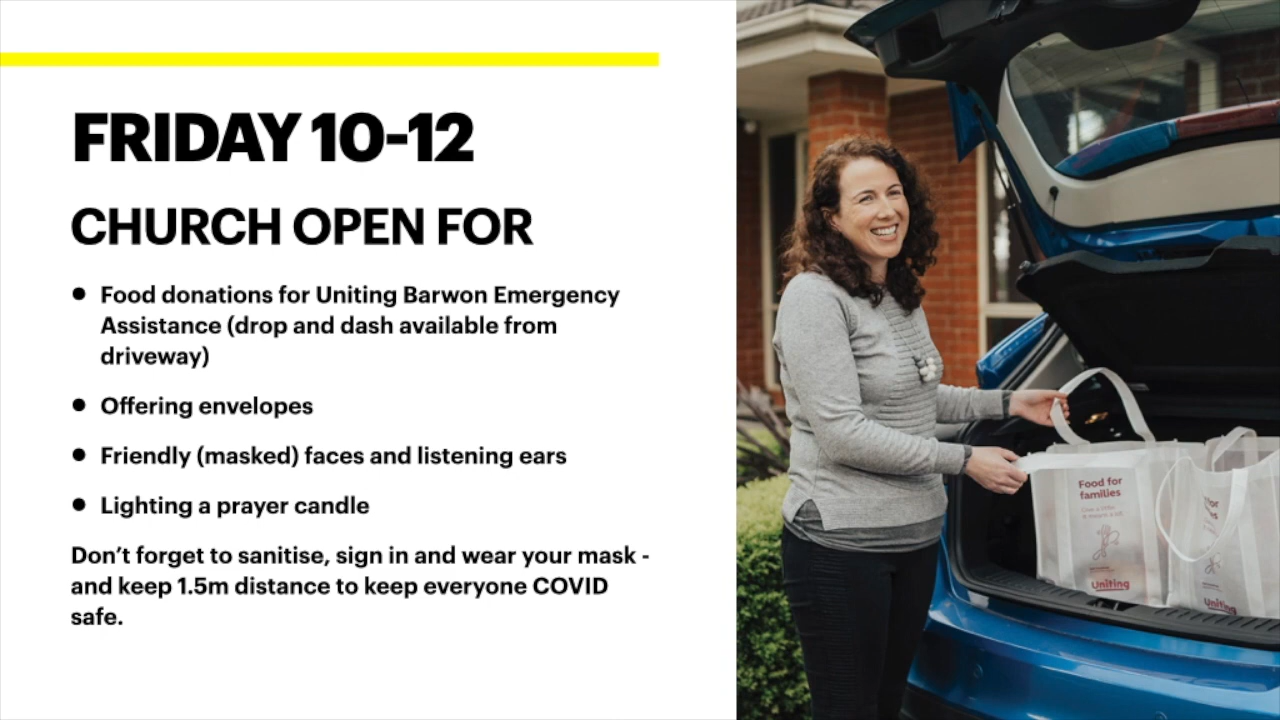 FRIDAY 10-12
CHURCH OPEN FOR
● Food donations for Uniting Barwon Emergency
Assistance (drop and dash available from
driveway)
● Offering envelopes
● Friendly (masked) faces and listening ears
● Lighting a prayer candle
Don’t forget to sanitise, sign in and wear your mask -
and keep 1.5m distance to keep everyone COVID
safe.
Food for
families
Uniting
Uniting